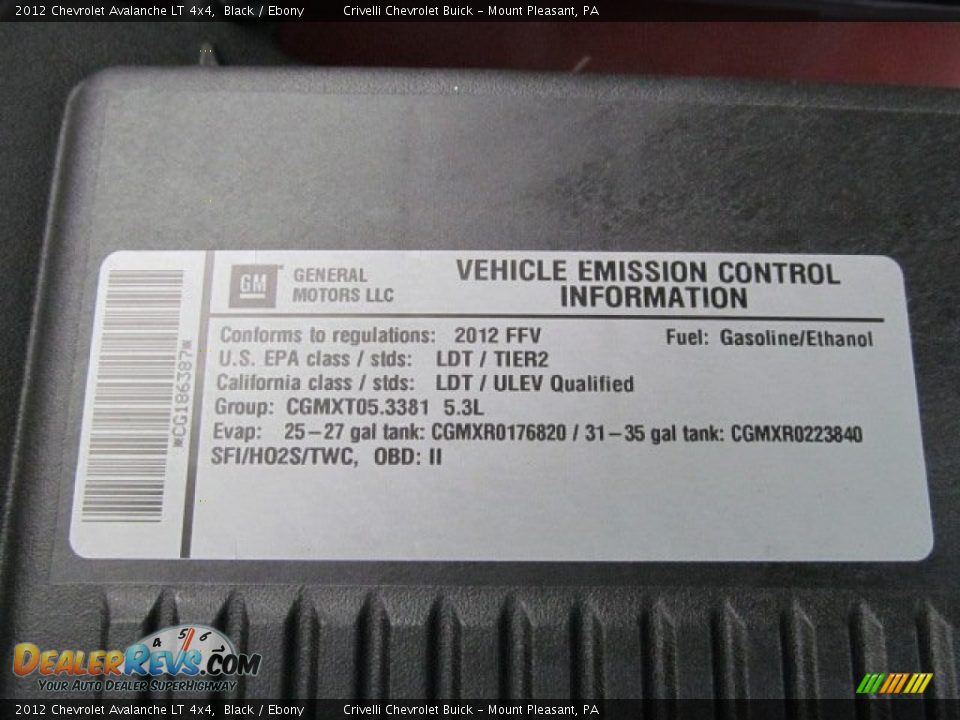 2012 Chevrolet Avalanche LT 4x4, Black / Ebony Crivelli Chevrolet Buick - Mount Pleasant, PA
GM GENERAL MOTORS LLC
VEHICLE EMISSION CONTROL
INFORMATION
*CG186387*
Conforms to regulations: 2012 FFV Fuel: Gasoline/Ethanol
U.S. EPA class / stds: LDT / TIER2
California class / stds: LDT / ULEV Qualified
Group: CGMXT05.3381 5.3L
Evap: 25-27 gal tank: CGMXR0176820 / 31-35 gal tank: CGMXR0223840
SFI/HO2S/TWC, OBD: II
4 5 6
DEALERREVS.COM
YOUR AUTO DEALER SUPERHIGHWAY
2012 Chevrolet Avalanche LT 4x4, Black / Ebony Crivelli Chevrolet Buick - Mount Pleasant, PA